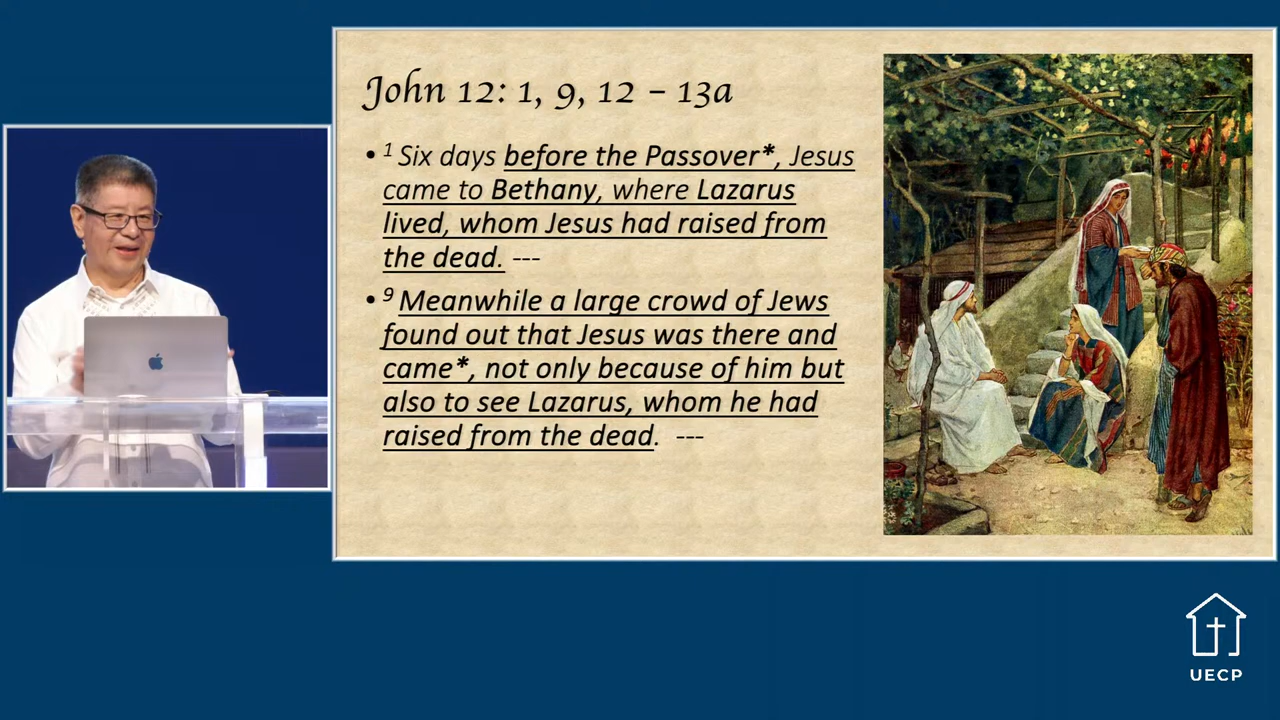 John 12: 1, 9, 12 – 13a
• 1 Six days before the Passover*, Jesus
came to Bethany, where Lazarus
lived, whom Jesus had raised from
the dead. ---
• 9 Meanwhile a large crowd of Jews
found out that Jesus was there and
came*, not only because of him but
also to see Lazarus, whom he had
raised from the dead. ---
UECP